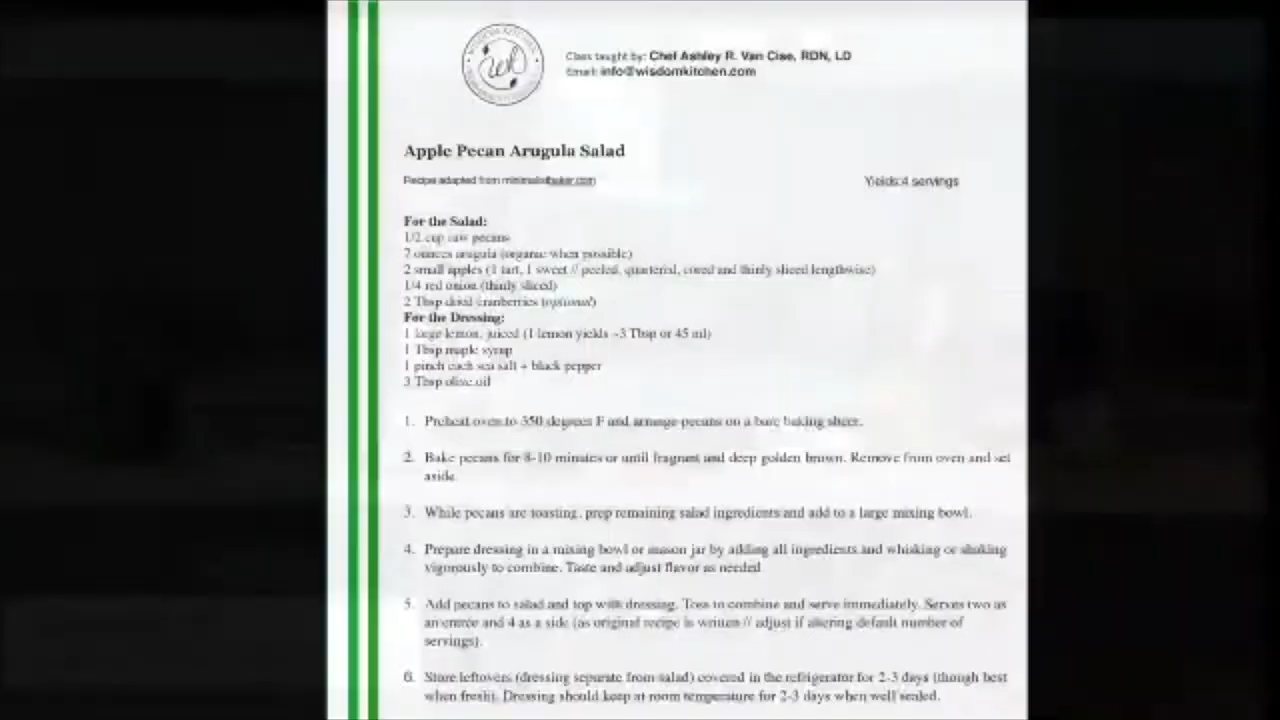 WISDOM KITCHEN
wk
Class taught by: Chef Ashley R. Van Cise, RDN, LD
Email: info@wisdomkitchen.com
Apple Pecan Arugula Salad
Recipe adapted from minimalistbaker.com
Yields:4 servings
For the Salad:
1/2 cup raw pecans
7 ounces arugula (organic when possible)
2 small apples (1 tart, 1 sweet // peeled, quartered, cored and thinly sliced lengthwise)
1/4 red onion (thinly sliced)
2 Tbsp dried cranberries (optional)
For the Dressing:
1 large lemon, juiced (1 lemon yields ~3 Tbsp or 45 ml)
1 Tbsp maple syrup
1 pinch each sea salt + black pepper
3 Tbsp olive oil
1. Preheat oven to 350 degrees F and arrange pecans on a bare baking sheet.
2. Bake pecans for 8-10 minutes or until fragrant and deep golden brown. Remove from oven and set
aside.
3. While pecans are toasting, prep remaining salad ingredients and add to a large mixing bowl.
4. Prepare dressing in a mixing bowl or mason jar by adding all ingredients and whisking or shaking
vigorously to combine. Taste and adjust flavor as needed.
5. Add pecans to salad and top with dressing. Toss to combine and serve immediately. Serves two as
an entrée and 4 as a side (as original recipe is written // adjust if altering default number of
servings).
6. Store leftovers (dressing separate from salad) covered in the refrigerator for 2-3 days (though best
when fresh). Dressing should keep at room temperature for 2-3 days when well sealed.